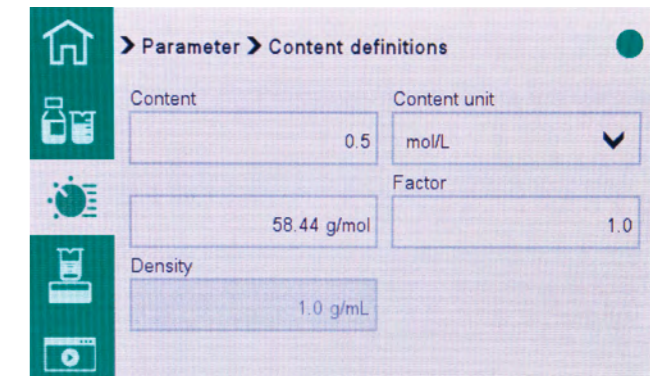 Parameter Content definitions
Content
Content unit
0.5
mol/L
Factor
58.44 g/mol
1.0
Density
1.0 g/mL